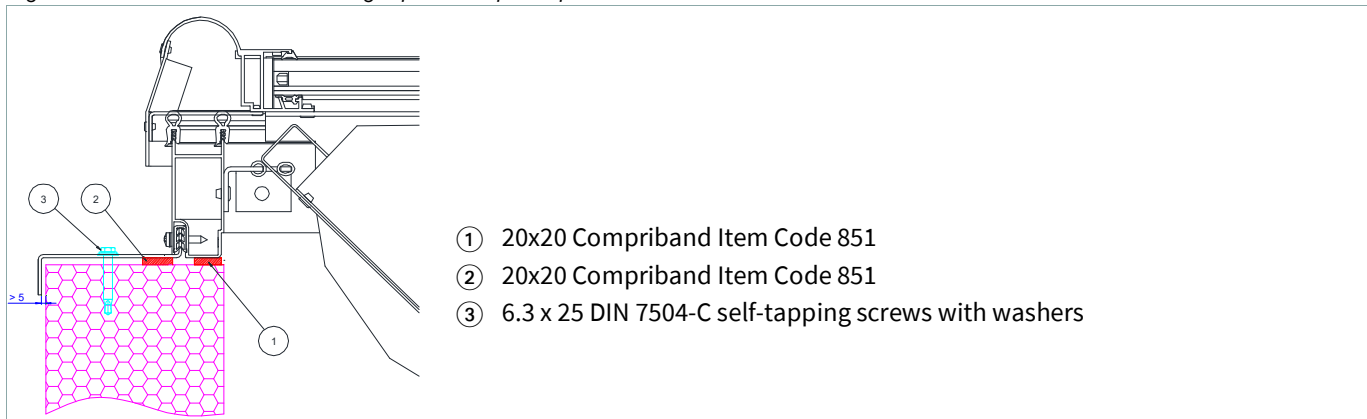 3
2
> 5
1
① 20x20 Compriband Item Code 851
② 20x20 Compriband Item Code 851
③ 6.3 x 25 DIN 7504-C self-tapping screws with washers